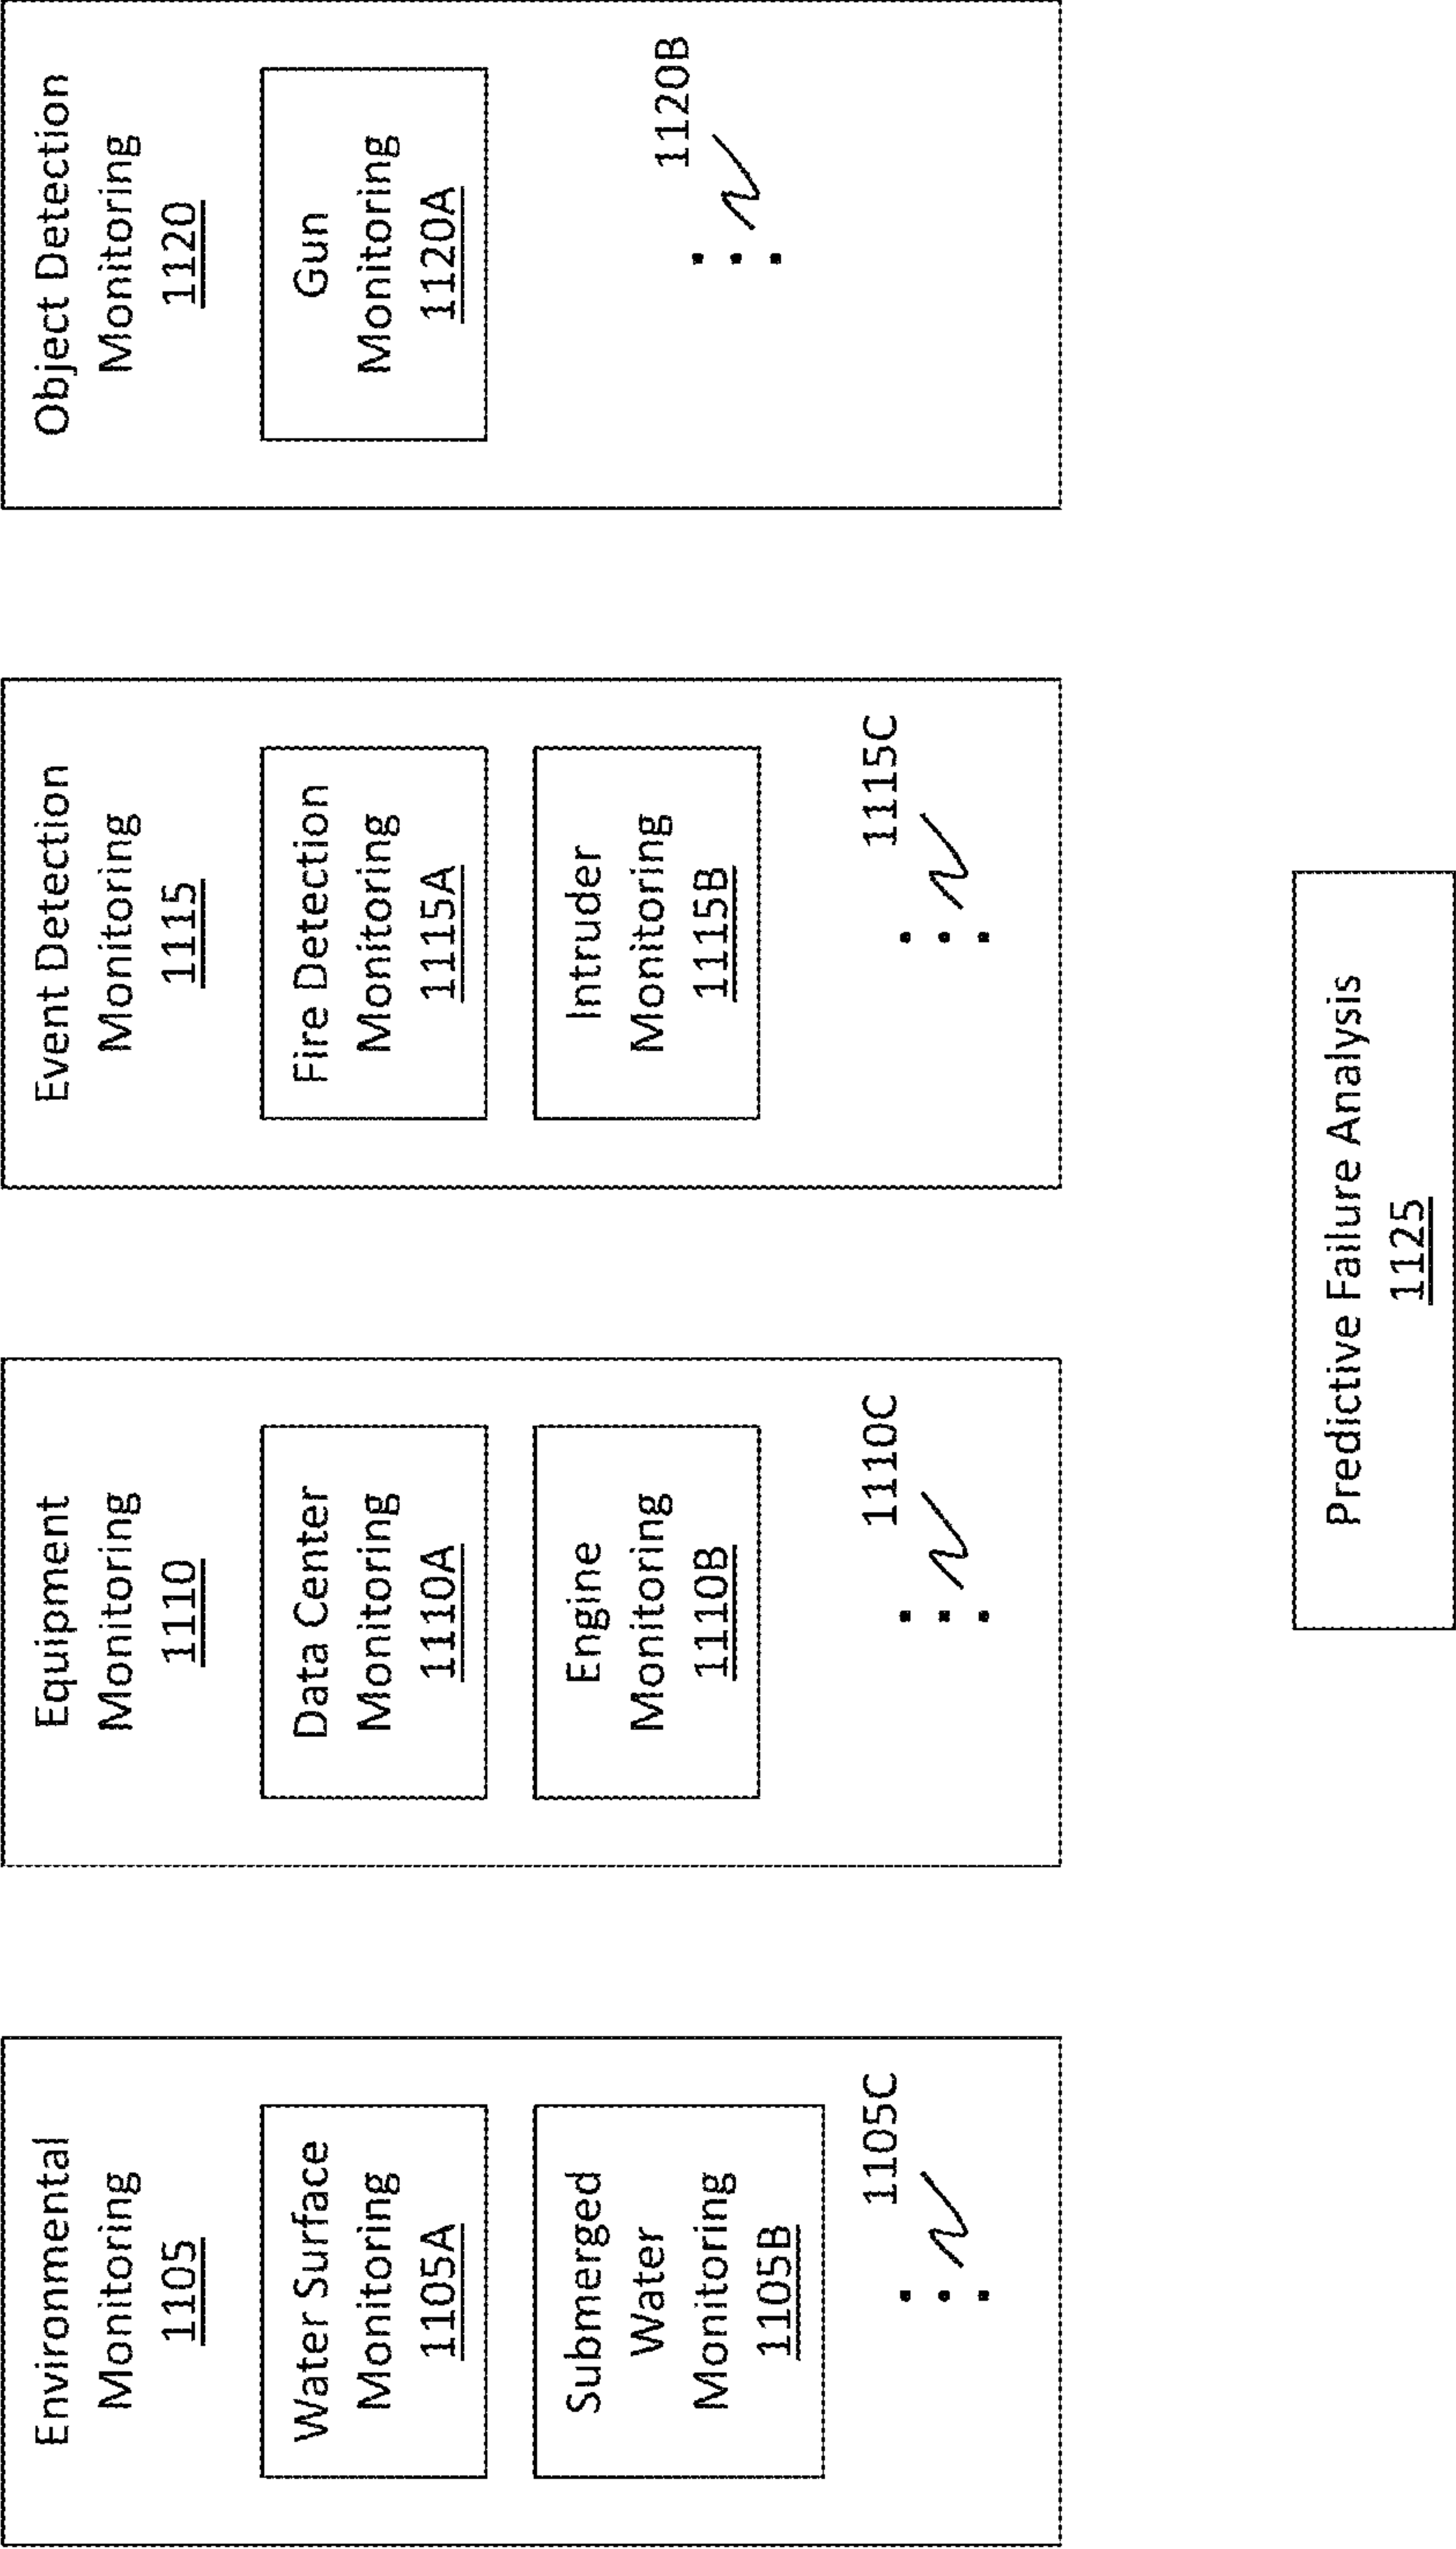 Environmental
Monitoring
1105
Water Surface
Monitoring
1105A
Submerged
Water
Monitoring
1105B
1105C
Equipment
Monitoring
1110
Data Center
Monitoring
1110A
Engine
Monitoring
1110B
1110C
Event Detection
Monitoring
1115
Fire Detection
Monitoring
1115A
Intruder
Monitoring
1115B
1115C
Object Detection
Monitoring
1120
Gun
Monitoring
1120A
1120B
Predictive Failure Analysis
1125